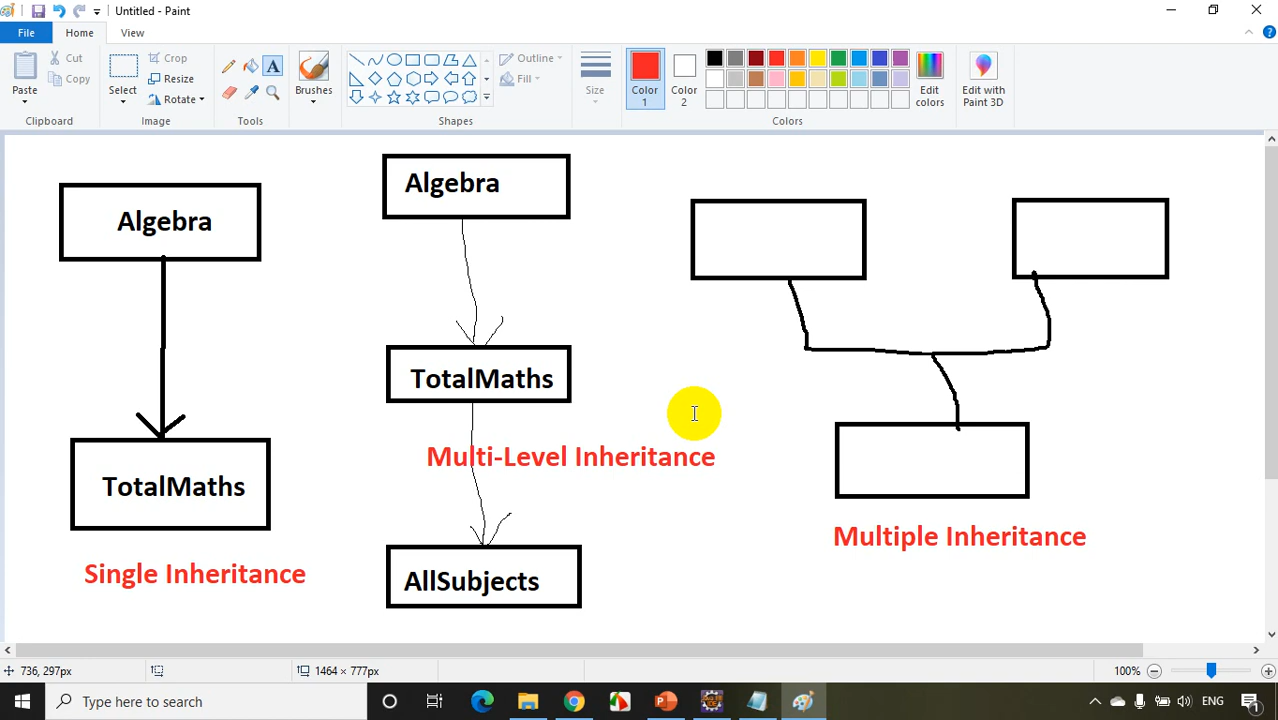 Untitled - Paint
File
Home
View
Paste
Cut
Copy
Clipboard
Select
Crop
Resize
Rotate
Image
Tools
Brushes
Outline
Fill
Shapes
Size
Color 1
Color 2
Edit colors
Colors
Edit with Paint 3D
Algebra
TotalMaths
Single Inheritance
Algebra
TotalMaths
Multi-Level Inheritance
AllSubjects
Multiple Inheritance
736, 297px
1464 × 777px
100%
Type here to search
ENG
1